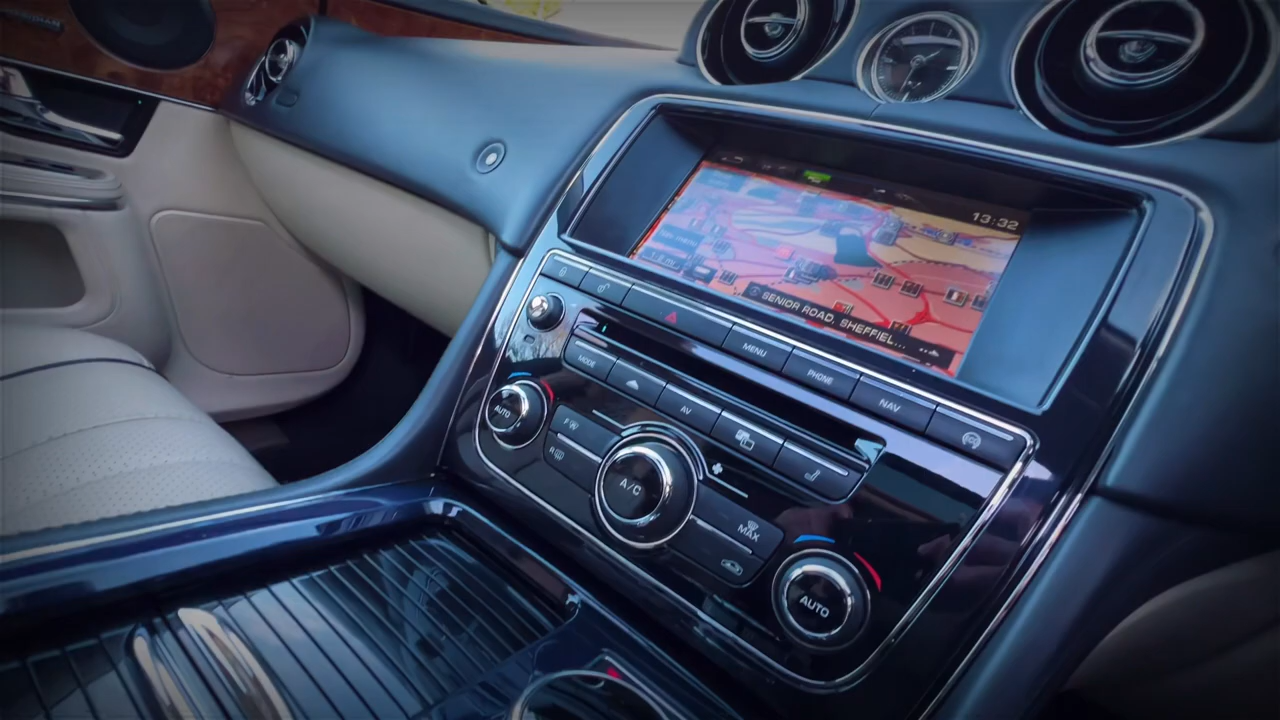 13:32
SENIOR ROAD, SHEFFIEL...
MENU
PHONE
NAV
MODE
AV
AUTO
F
R
A/C
MAX
AUTO